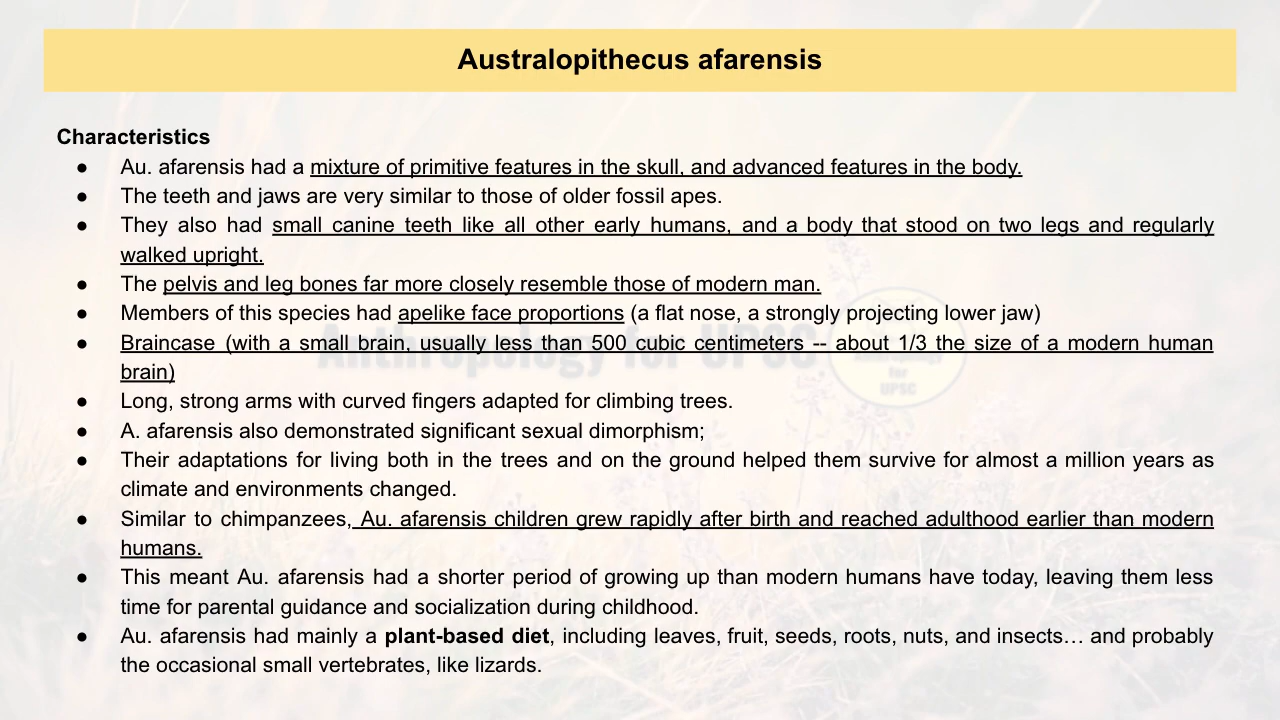 Australopithecus afarensis
Characteristics
● Au. afarensis had a mixture of primitive features in the skull, and advanced features in the body.
● The teeth and jaws are very similar to those of older fossil apes.
● They also had small canine teeth like all other early humans, and a body that stood on two legs and regularly
walked upright.
● The pelvis and leg bones far more closely resemble those of modern man.
● Members of this species had apelike face proportions (a flat nose, a strongly projecting lower jaw)
● Braincase (with a small brain, usually less than 500 cubic centimeters -- about 1/3 the size of a modern human
brain)
● Long, strong arms with curved fingers adapted for climbing trees.
● A. afarensis also demonstrated significant sexual dimorphism;
● Their adaptations for living both in the trees and on the ground helped them survive for almost a million years as
climate and environments changed.
● Similar to chimpanzees, Au. afarensis children grew rapidly after birth and reached adulthood earlier than modern
humans.
● This meant Au. afarensis had a shorter period of growing up than modern humans have today, leaving them less
time for parental guidance and socialization during childhood.
● Au. afarensis had mainly a plant-based diet, including leaves, fruit, seeds, roots, nuts, and insects… and probably
the occasional small vertebrates, like lizards.
Anthropology for UPSC
for
UPSC